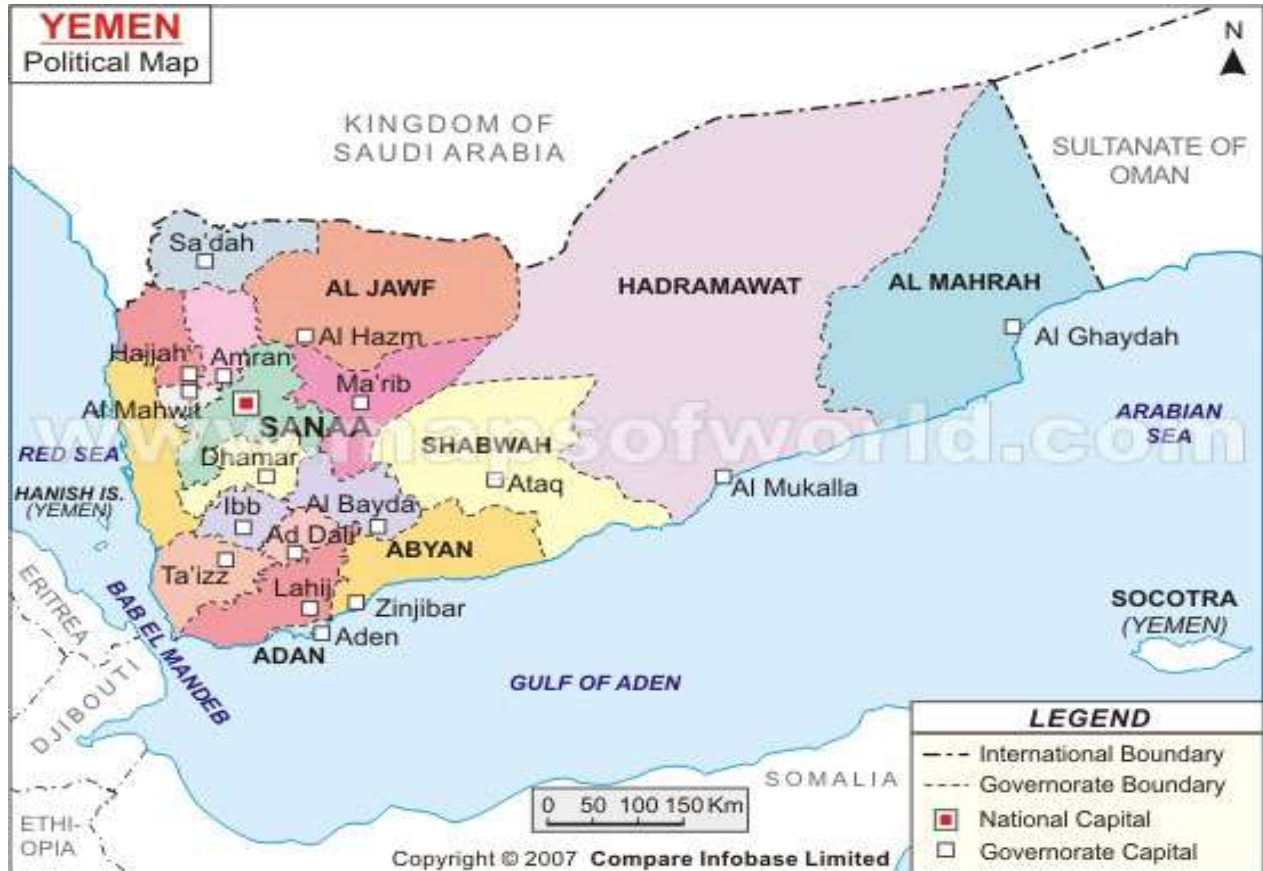 YEMEN
Political Map
N
KINGDOM OF
SAUDI ARABIA
SULTANATE OF
OMAN
Sa'dah
AL JAWF
HADRAMAWAT
AL MAHRAH
Al Hazm
Al Ghaydah
Hajjah
Amran
Ma'rib
Al Mahwit
SANAA
www.mapsofworld.com
ARABIAN
SEA
RED SEA
SHABWAH
Dhamar
Ataq
Al Mukalla
HANISH IS.
(YEMEN)
Ibb
Al Bayda
Ad Dali
ABYAN
Ta'izz
Lahij
Zinjibar
Aden
ADAN
ERITREA
BAB EL MANDEB
DJIBOUTI
GULF OF ADEN
SOCOTRA
(YEMEN)
SOMALIA
ETHI-
OPIA
0 50 100 150 Km
LEGEND
International Boundary
Governorate Boundary
National Capital
Governorate Capital
Copyright © 2007 Compare Infobase Limited